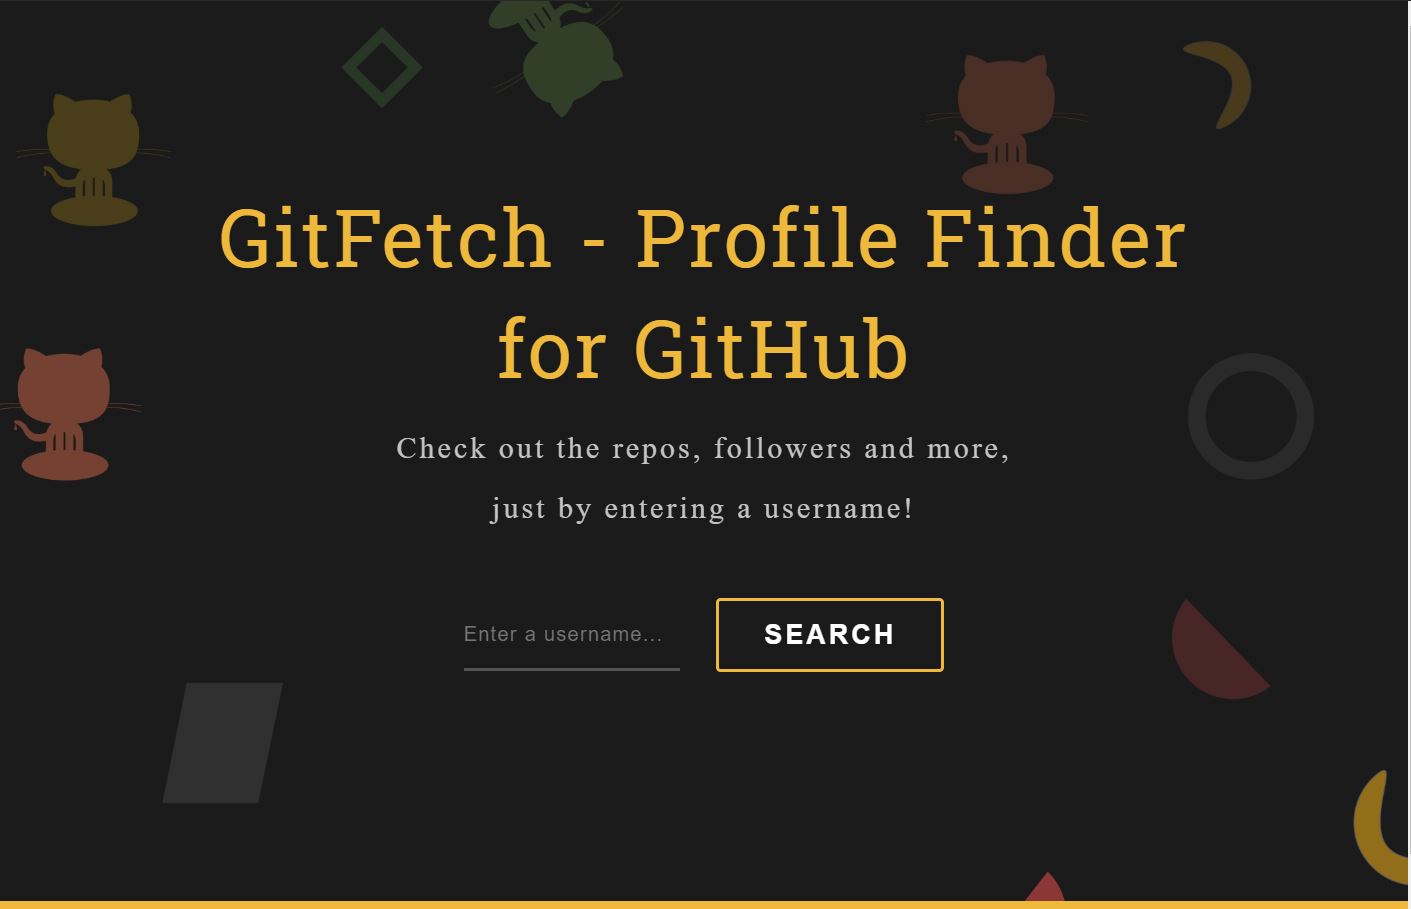 GitFetch - Profile Finder
for GitHub
Check out the repos, followers and more,
just by entering a username!
Enter a username...
SEARCH